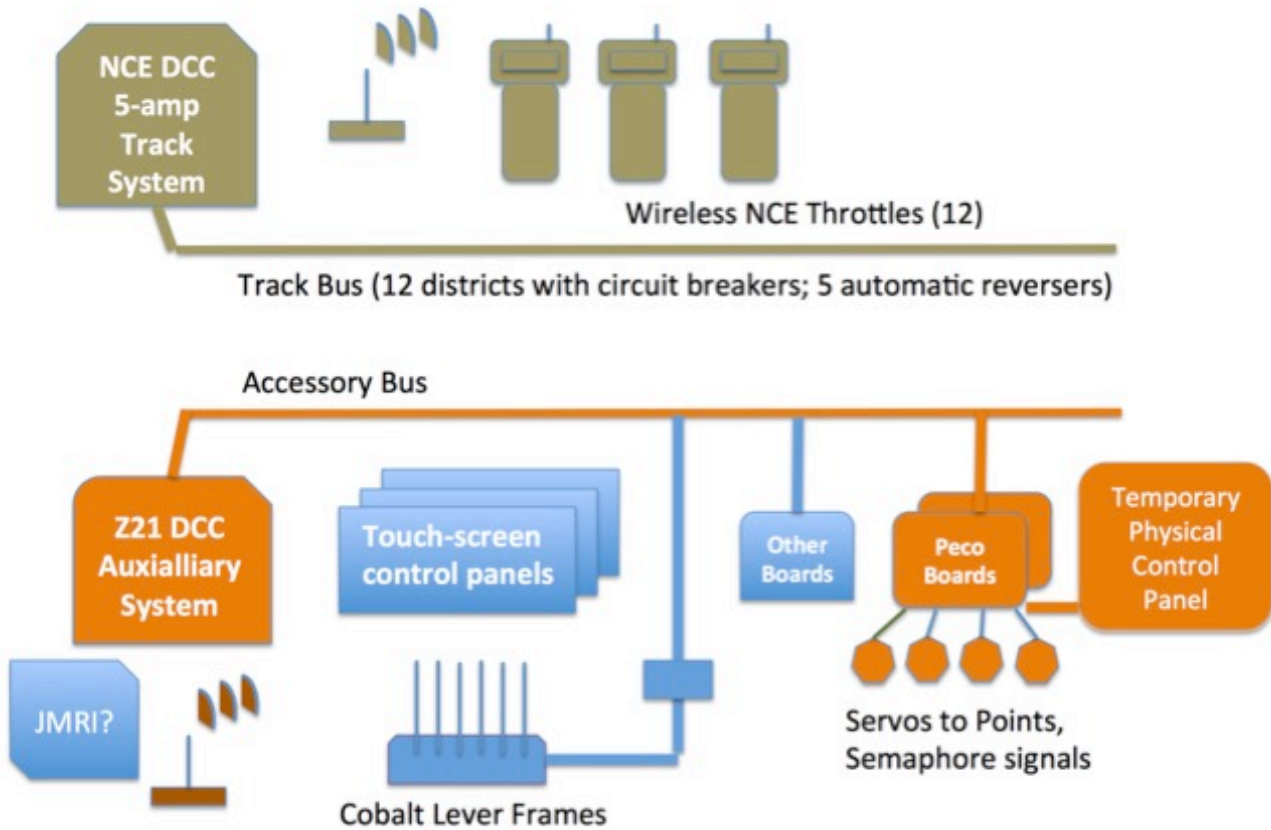 NCE DCC
5-amp
Track
System
Wireless NCE Throttles (12)
Track Bus (12 districts with circuit breakers; 5 automatic reversers)
Accessory Bus
Z21 DCC
Auxialliary
System
Touch-screen
control panels
Other
Boards
Peco
Boards
Temporary
Physical
Control
Panel
JMRI?
Cobalt Lever Frames
Servos to Points,
Semaphore signals